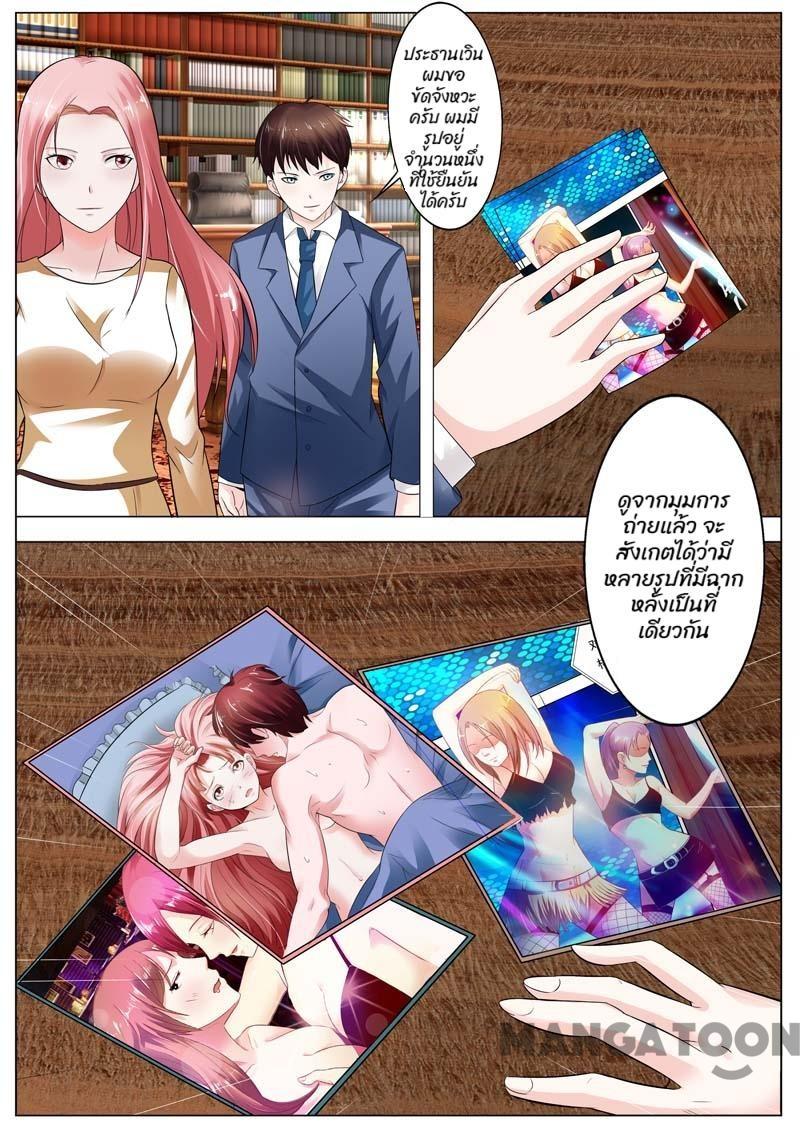 ประธานเวิน
ผมขอ
ขัดจังหวะ
ครับ ผมมี
รูปอยู่
จำนวนหนึ่ง
ที่ใช้ยืนยัน
ได้ครับ
ดูจากมุมการ
ถ่ายแล้ว จะ
สังเกตได้ว่ามี
หลายรูปที่มีฉาก
หลังเป็นที่
เดียวกัน
MANGATOON